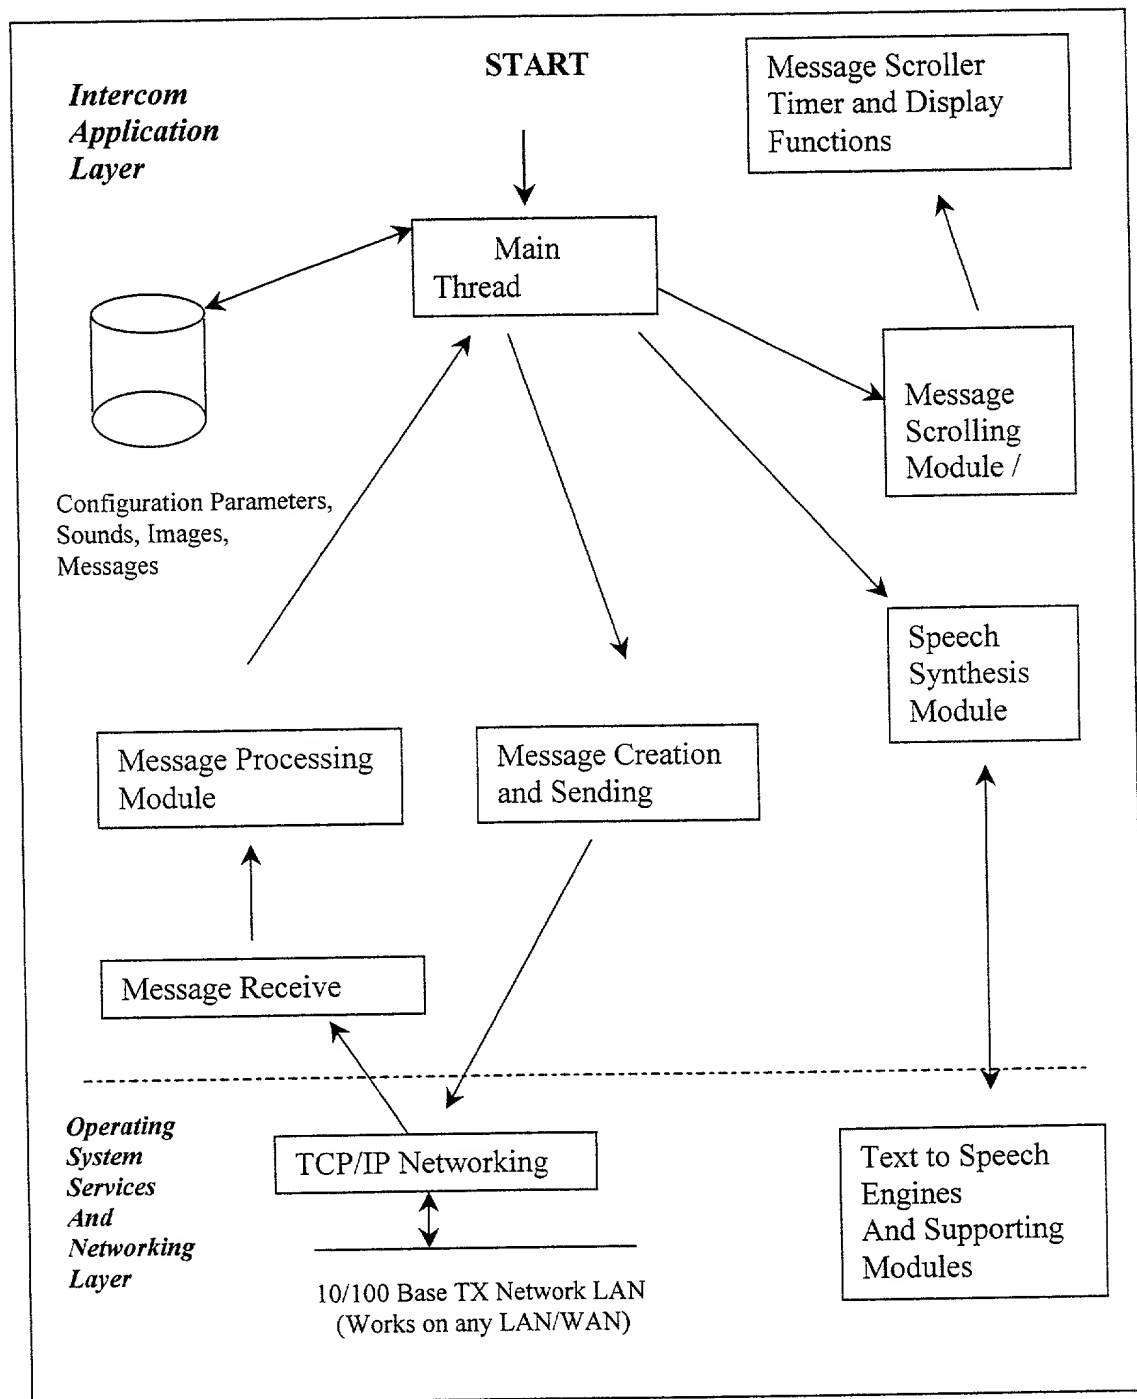 START
Intercom
Application
Layer
Message Scroller
Timer and Display
Functions
Main
Thread
Message
Scrolling
Module /
Configuration Parameters,
Sounds, Images,
Messages
Speech
Synthesis
Module
Message Processing
Module
Message Creation
and Sending
Message Receive
Operating
System
Services
And
Networking
Layer
TCP/IP Networking
10/100 Base TX Network LAN
(Works on any LAN/WAN)
Text to Speech
Engines
And Supporting
Modules